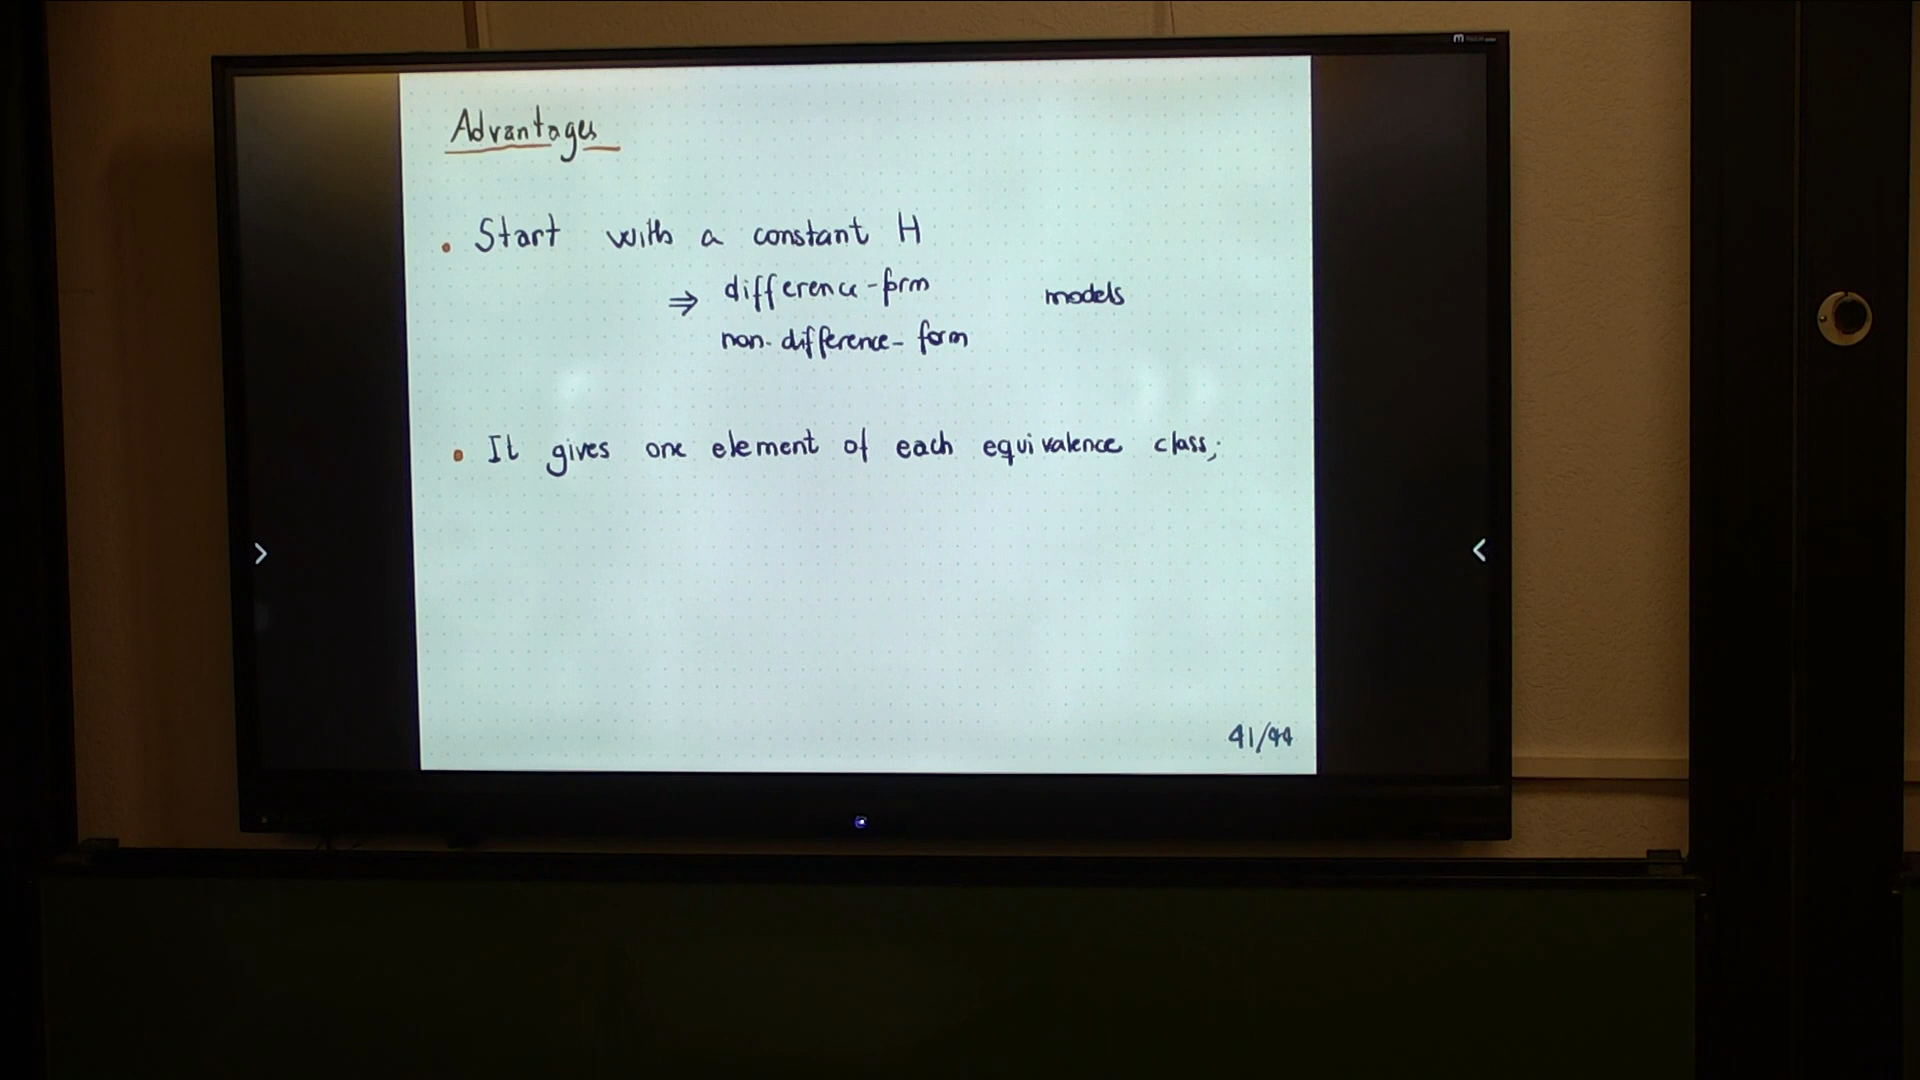 Advantages
• Start with a constant H
⇒ difference-form models
non-difference-form
• It gives one element of each equivalence class;
41/44